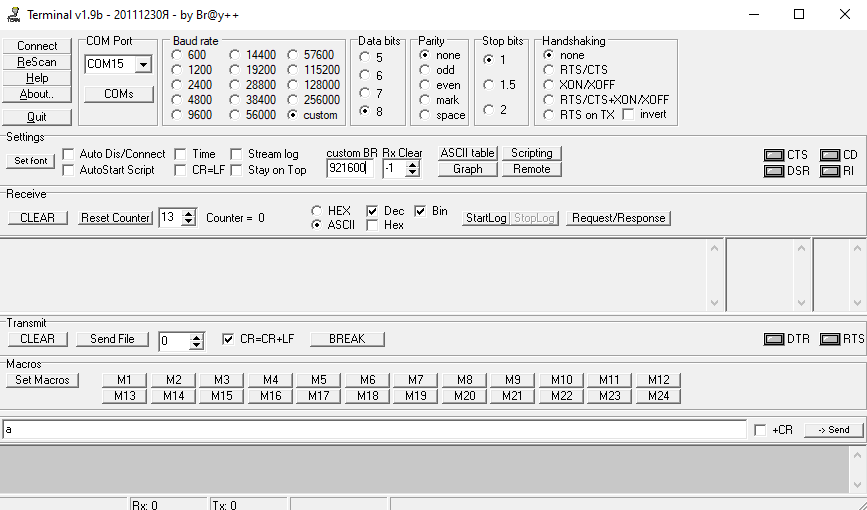 Terminal v1.9b - 20111230Я - by Br@y++
Connect
ReScan
Help
About..
Quit
COM Port
COM15
COMs
Baud rate
600 14400 57600
1200 19200 115200
2400 28800 128000
4800 38400 256000
9600 56000 custom
Data bits
5
6
7
8
Parity
none
odd
even
mark
space
Stop bits
1
1.5
2
Handshaking
none
RTS/CTS
XON/XOFF
RTS/CTS+XON/XOFF
RTS on TX invert
Settings
Set font
Auto Dis/Connect Time Stream log
AutoStart Script CR=LF Stay on Top
custom BR Rx Clear
921600 -1
ASCII table Scripting
Graph Remote
CTS CD
DSR RI
Receive
CLEAR Reset Counter 13 Counter = 0
HEX Dec Bin
ASCII Hex
StartLog StopLog Request/Response
Transmit
CLEAR Send File 0 CR=CR+LF BREAK DTR RTS
Macros
Set Macros
M1 M2 M3 M4 M5 M6 M7 M8 M9 M10 M11 M12
M13 M14 M15 M16 M17 M18 M19 M20 M21 M22 M23 M24
a +CR -> Send
Rx: 0 Tx: 0